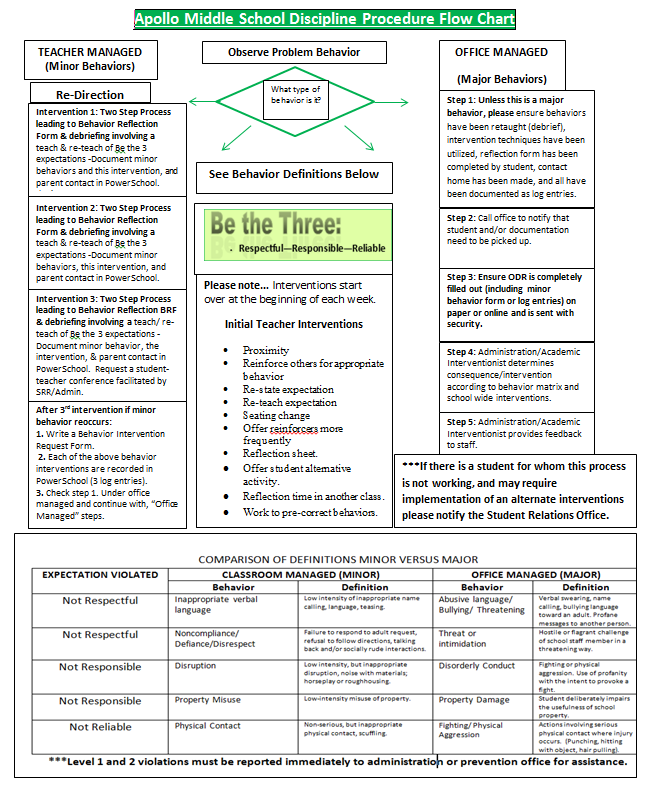 Apollo Middle School Discipline Procedure Flow Chart
TEACHER MANAGED
(Minor Behaviors)
Observe Problem Behavior
OFFICE MANAGED
(Major Behaviors)
What type of
behavior is it?
Re-Direction
Intervention 1: Two Step Process
leading to Behavior Reflection
Form & debriefing involving a
teach & re-teach of Be the 3
expectations -Document minor
behaviors and this intervention, and
parent contact in PowerSchool.
Intervention 2: Two Step Process
leading to Behavior Reflection
Form & debriefing involving a
teach & re-teach of Be the 3
expectations -Document minor
behaviors, this intervention, and
parent contact in PowerSchool.
Intervention 3: Two Step Process
leading to Behavior Reflection BRF
& debriefing involving a teach/ re-
teach of Be the 3 expectations -
Document minor behavior, the
intervention, & parent contact in
PowerSchool. Request a student-
teacher conference facilitated by
SRR/Admin.
After 3rd intervention if minor
behavior reoccurs:
1. Write a Behavior Intervention
Request Form.
2. Each of the above behavior
interventions are recorded in
PowerSchool (3 log entries).
3. Check step 1. Under office
managed and continue with, "Office
Managed" steps.
See Behavior Definitions Below
Be the Three:
• Respectful—Responsible—Reliable
Please note... Interventions start
over at the beginning of each week.
Initial Teacher Interventions
• Proximity
• Reinforce others for appropriate
behavior
• Re-state expectation
• Re-teach expectation
• Seating change
• Offer reinforcers more
frequently
• Reflection sheet.
• Offer student alternative
activity.
• Reflection time in another class.
• Work to pre-correct behaviors.
Step 1: Unless this is a major
behavior, please ensure behaviors
have been retaught (debrief),
intervention techniques have been
utilized, reflection form has been
completed by student, contact
home has been made, and all have
been documented as log entries.
Step 2: Call office to notify that
student and/or documentation
need to be picked up.
Step 3: Ensure ODR is completely
filled out (including minor
behavior form or log entries) on
paper or online and is sent with
security.
Step 4: Administration/Academic
Interventionist determines
consequence/intervention
according to behavior matrix and
school wide interventions.
Step 5: Administration/Academic
Interventionist provides feedback
to staff.
***If there is a student for whom this process
is not working, and may require
implementation of an alternate interventions
please notify the Student Relations Office.
COMPARISON OF DEFINITIONS MINOR VERSUS MAJOR
EXPECTATION VIOLATED CLASSROOM MANAGED (MINOR) OFFICE MANAGED (MAJOR)
Behavior Definition Behavior Definition
Not Respectful
Inappropriate verbal
language
Low intensity of inappropriate name
calling, language, teasing.
Abusive language/
Bullying/ Threatening
Verbal swearing, name
calling, bullying language
toward an adult. Profane
messages to another person.
Not Respectful
Noncompliance/
Defiance/Disrespect
Failure to respond to adult request,
refusal to follow directions, talking
back and/or socially rude interactions.
Threat or
intimidation
Hostile or flagrant challenge
of school staff member in a
threatening way.
Not Responsible
Disruption
Low intensity, but inappropriate
disruption, noise with materials;
horseplay or roughhousing.
Disorderly Conduct
Fighting or physical
aggression. Use of profanity
with the intent to provoke a
fight.
Not Responsible
Property Misuse
Low-intensity misuse of property.
Property Damage
Student deliberately impairs
the usefulness of school
property.
Not Reliable
Physical Contact
Non-serious, but inappropriate
physical contact, scuffling.
Fighting/ Physical
Aggression
Actions involving serious
physical contact where injury
occurs. (Punching, hitting
with object, hair pulling).
***Level 1 and 2 violations must be reported immediately to administration or prevention office for assistance.